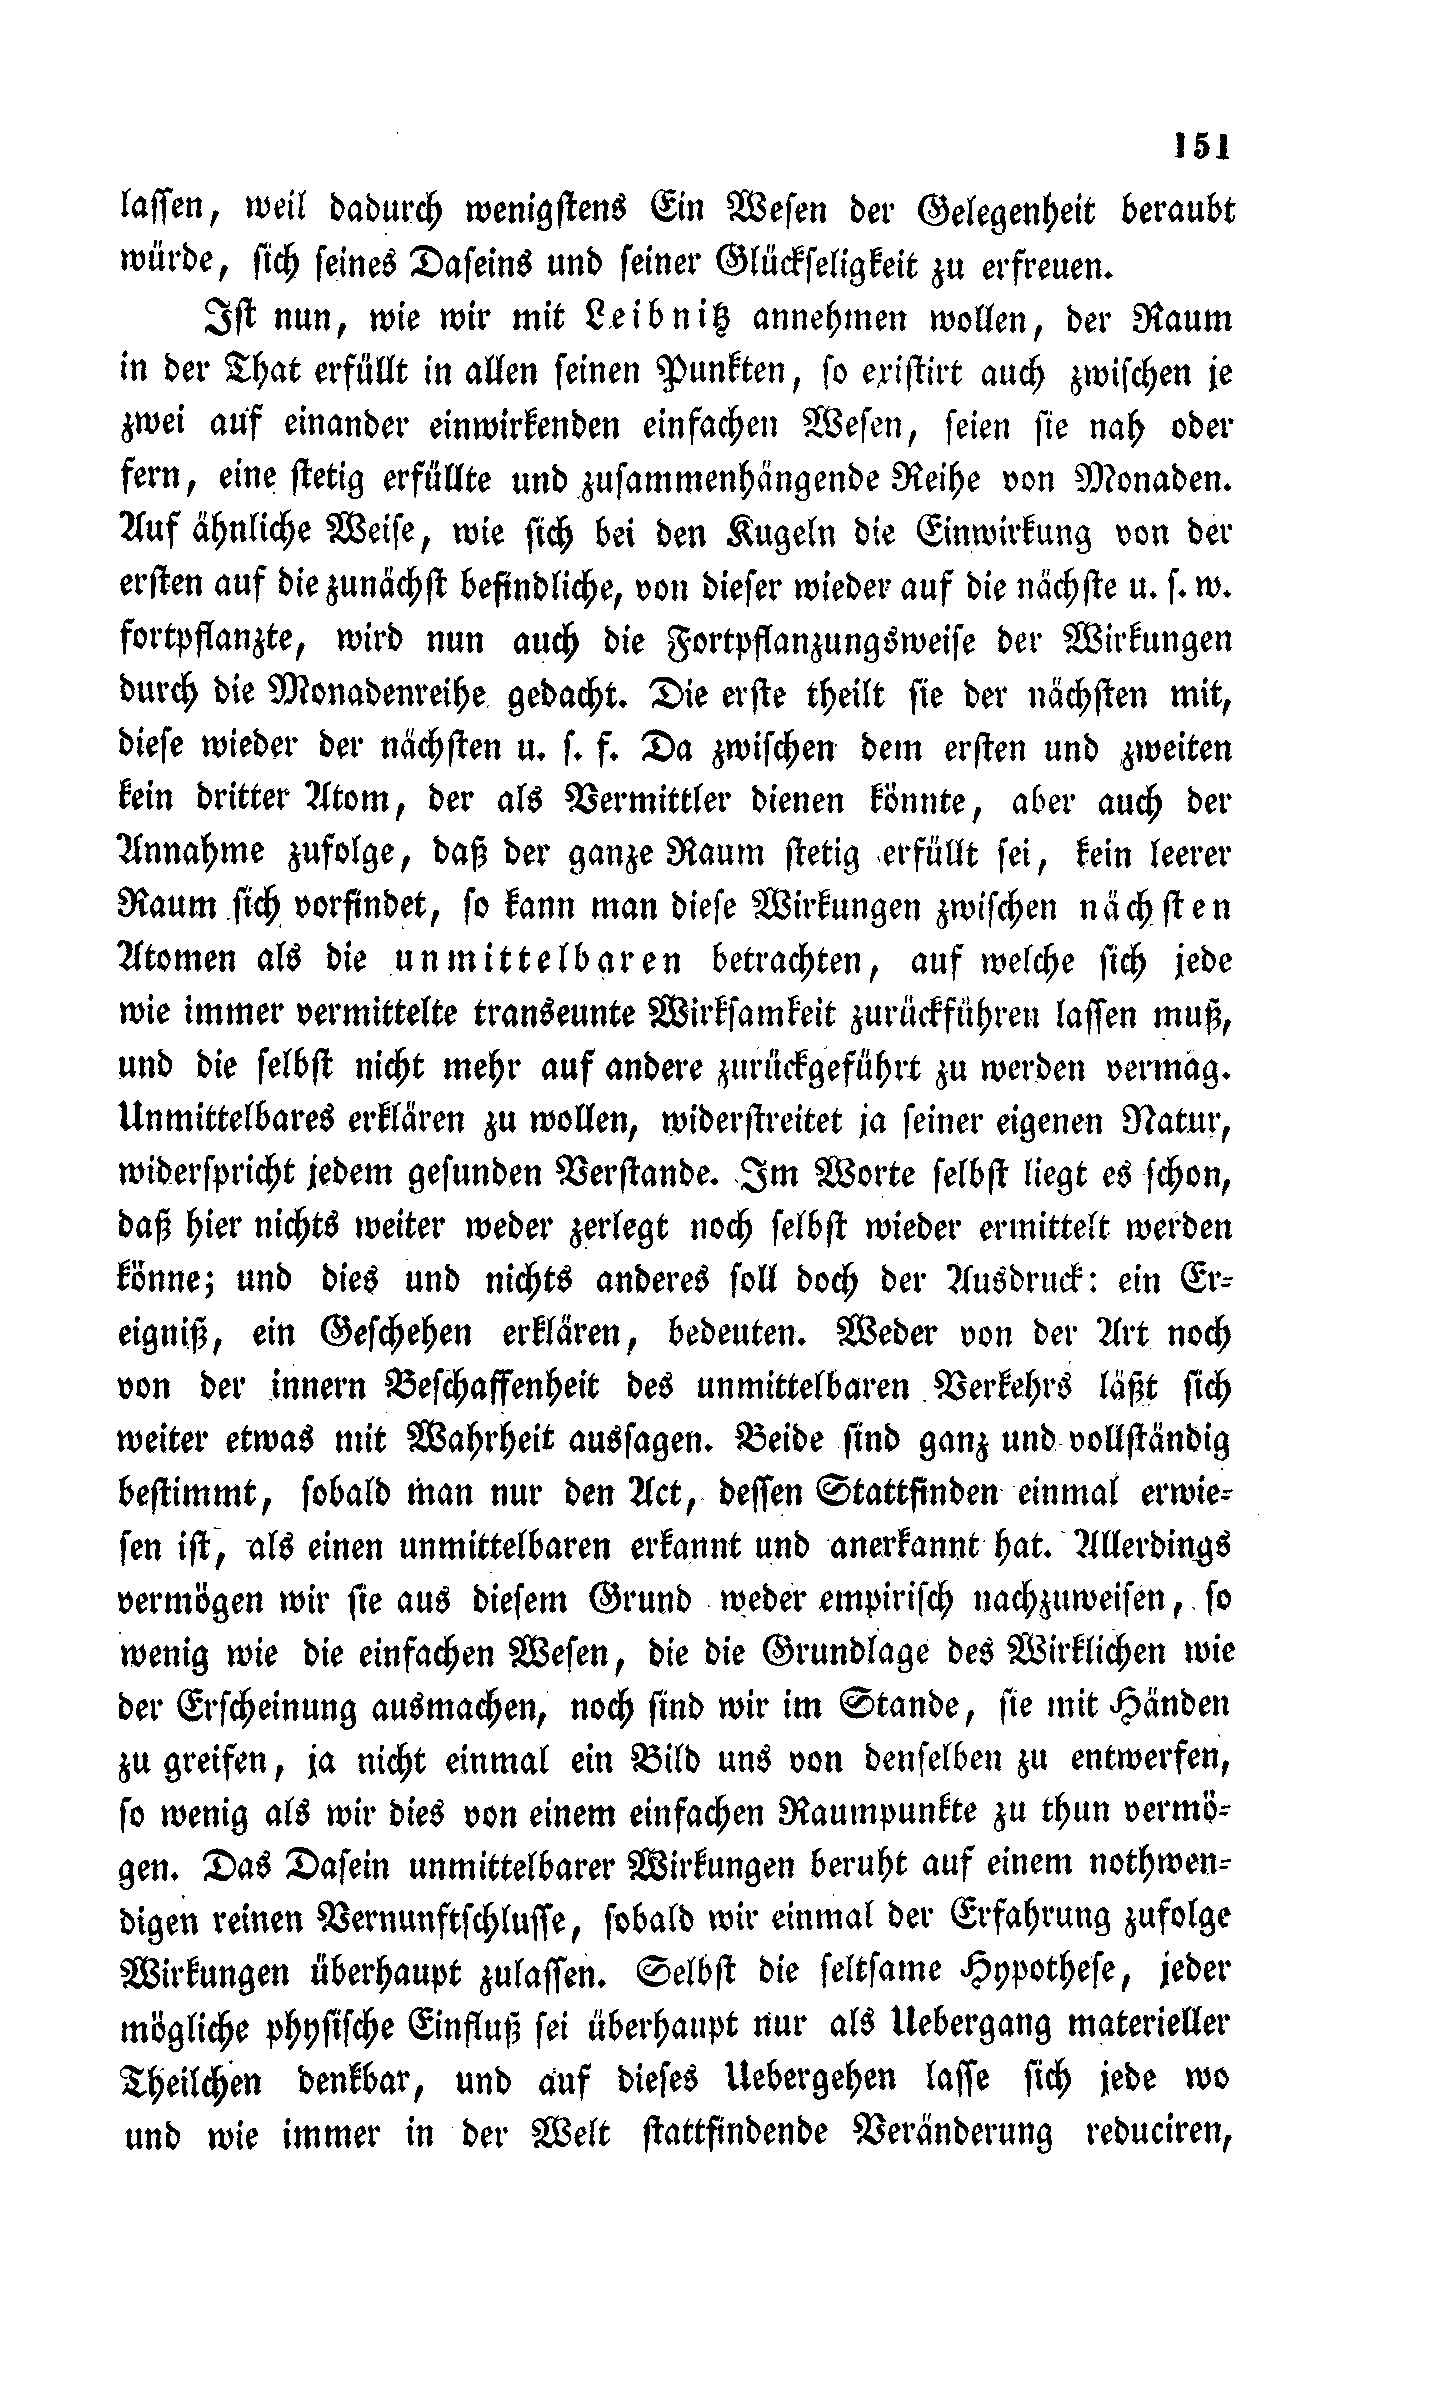 151
lassen, weil dadurch wenigstens Ein Wesen der Gelegenheit beraubt
würde, sich seines Daseins und seiner Glückseligkeit zu erfreuen.
Ist nun, wie wir mit Leibnitz annehmen wollen, der Raum
in der That erfüllt in allen seinen Punkten, so existirt auch zwischen je
zwei auf einander einwirkenden einfachen Wesen, seien sie nah oder
fern, eine stetig erfüllte und zusammenhängende Reihe von Monaden.
Auf ähnliche Weise, wie sich bei den Kugeln die Einwirkung von der
ersten auf die zunächst befindliche, von dieser wieder auf die nächste u. s. w.
fortpflanzte, wird nun auch die Fortpflanzungsweise der Wirkungen
durch die Monadenreihe gedacht. Die erste theilt sie der nächsten mit,
diese wieder der nächsten u. s. f. Da zwischen dem ersten und zweiten
kein dritter Atom, der als Vermittler dienen könnte, aber auch der
Annahme zufolge, daß der ganze Raum stetig erfüllt sei, kein leerer
Raum sich vorfindet, so kann man diese Wirkungen zwischen nächsten
Atomen als die unmittelbaren betrachten, auf welche sich jede
wie immer vermittelte transeunte Wirksamkeit zurückführen lassen muß,
und die selbst nicht mehr auf andere zurückgeführt zu werden vermag.
Unmittelbares erklären zu wollen, widerstreitet ja seiner eigenen Natur,
widerspricht jedem gesunden Verstande. Im Worte selbst liegt es schon,
daß hier nichts weiter weder zerlegt noch selbst wieder ermittelt werden
könne; und dies und nichts anderes soll doch der Ausdruck: ein Er-
eigniß, ein Geschehen erklären, bedeuten. Weder von der Art noch
von der innern Beschaffenheit des unmittelbaren Verkehrs läßt sich
weiter etwas mit Wahrheit aussagen. Beide sind ganz und vollständig
bestimmt, sobald man nur den Act, dessen Stattfinden einmal erwie-
sen ist, als einen unmittelbaren erkannt und anerkannt hat. Allerdings
vermögen wir sie aus diesem Grund weder empirisch nachzuweisen, so
wenig wie die einfachen Wesen, die die Grundlage des Wirklichen wie
der Erscheinung ausmachen, noch sind wir im Stande, sie mit Händen
zu greifen, ja nicht einmal ein Bild uns von denselben zu entwerfen,
so wenig als wir dies von einem einfachen Raumpunkte zu thun vermö-
gen. Das Dasein unmittelbarer Wirkungen beruht auf einem nothwen-
digen reinen Vernunftschlusse, sobald wir einmal der Erfahrung zufolge
Wirkungen überhaupt zulassen. Selbst die seltsame Hypothese, jeder
mögliche physische Einfluß sei überhaupt nur als Uebergang materieller
Theilchen denkbar, und auf dieses Uebergehen lasse sich jede wo
und wie immer in der Welt stattfindende Veränderung reduciren,